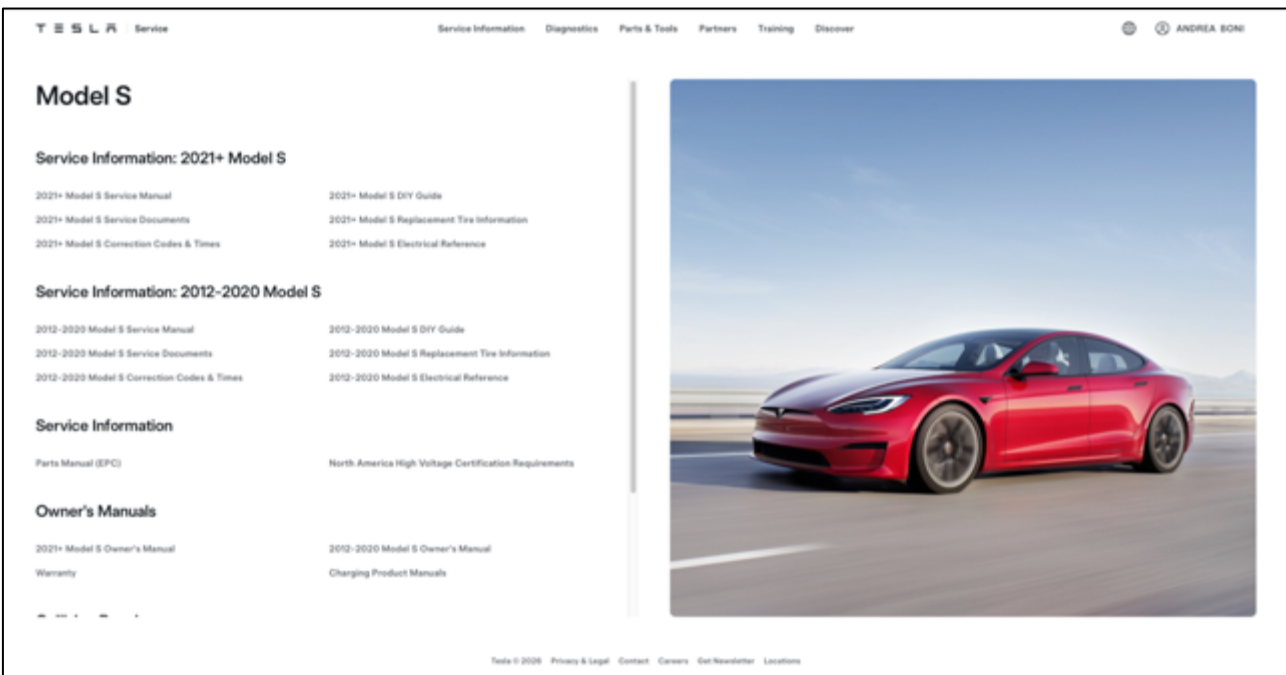 TESLA Service
Service Information Diagnostics Parts & Tools Partners Training Discover
ANDREA BONI
Model S
Service Information: 2021+ Model S
2021+ Model S Service Manual
2021+ Model S DIY Guide
2021+ Model S Service Documents
2021+ Model S Replacement Tire Information
2021+ Model S Correction Codes & Times
2021+ Model S Electrical Reference
Service Information: 2012-2020 Model S
2012-2020 Model S Service Manual
2012-2020 Model S DIY Guide
2012-2020 Model S Service Documents
2012-2020 Model S Replacement Tire Information
2012-2020 Model S Correction Codes & Times
2012-2020 Model S Electrical Reference
Service Information
Parts Manual (EPC)
North America High Voltage Certification Requirements
Owner's Manuals
2021+ Model S Owner's Manual
2012-2020 Model S Owner's Manual
Warranty
Charging Product Manuals
Tesla © 2026 Privacy & Legal Contact Careers Get Newsletter Locations